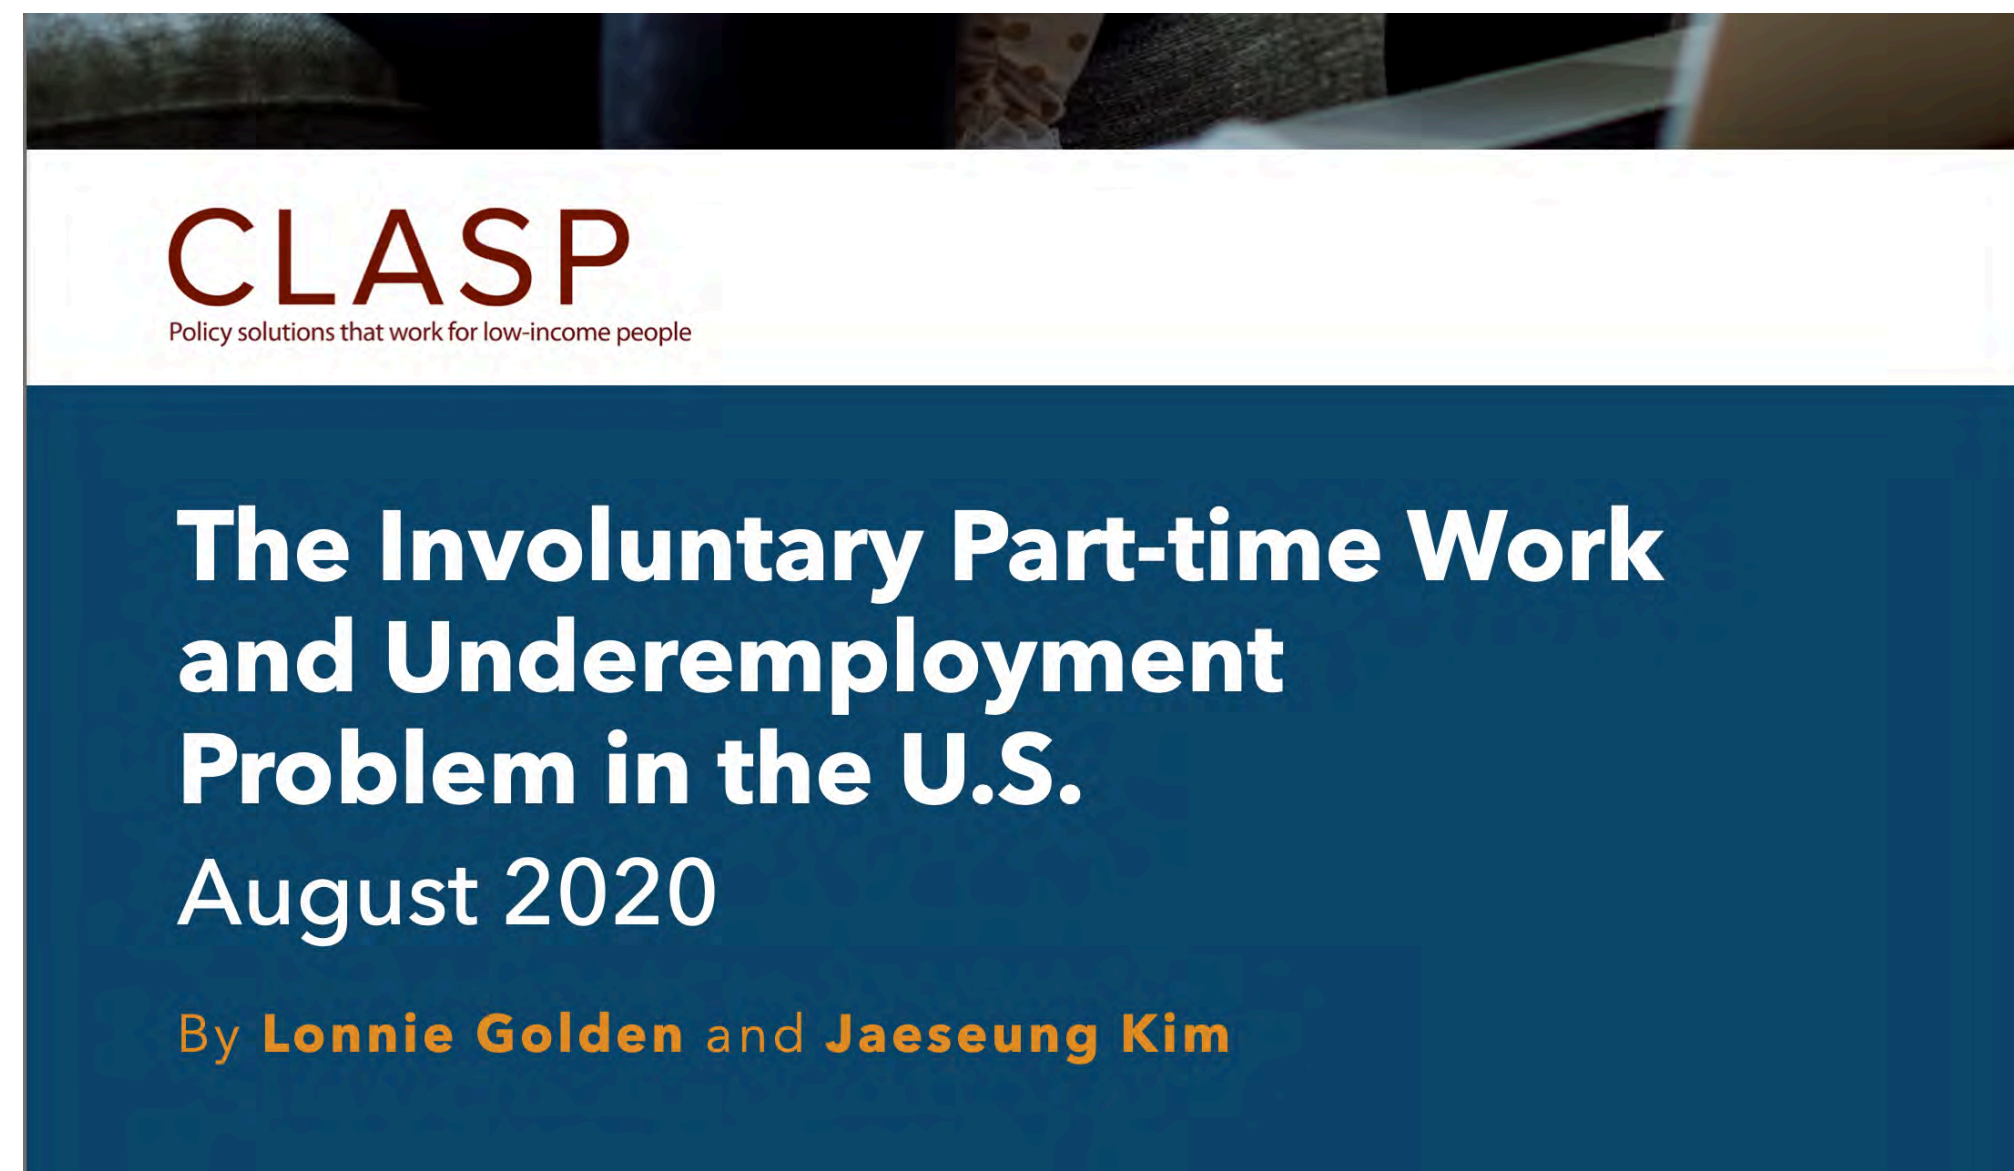 CLASP
Policy solutions that work for low-income people
The Involuntary Part-time Work
and Underemployment
Problem in the U.S.
August 2020
By Lonnie Golden and Jaeseung Kim